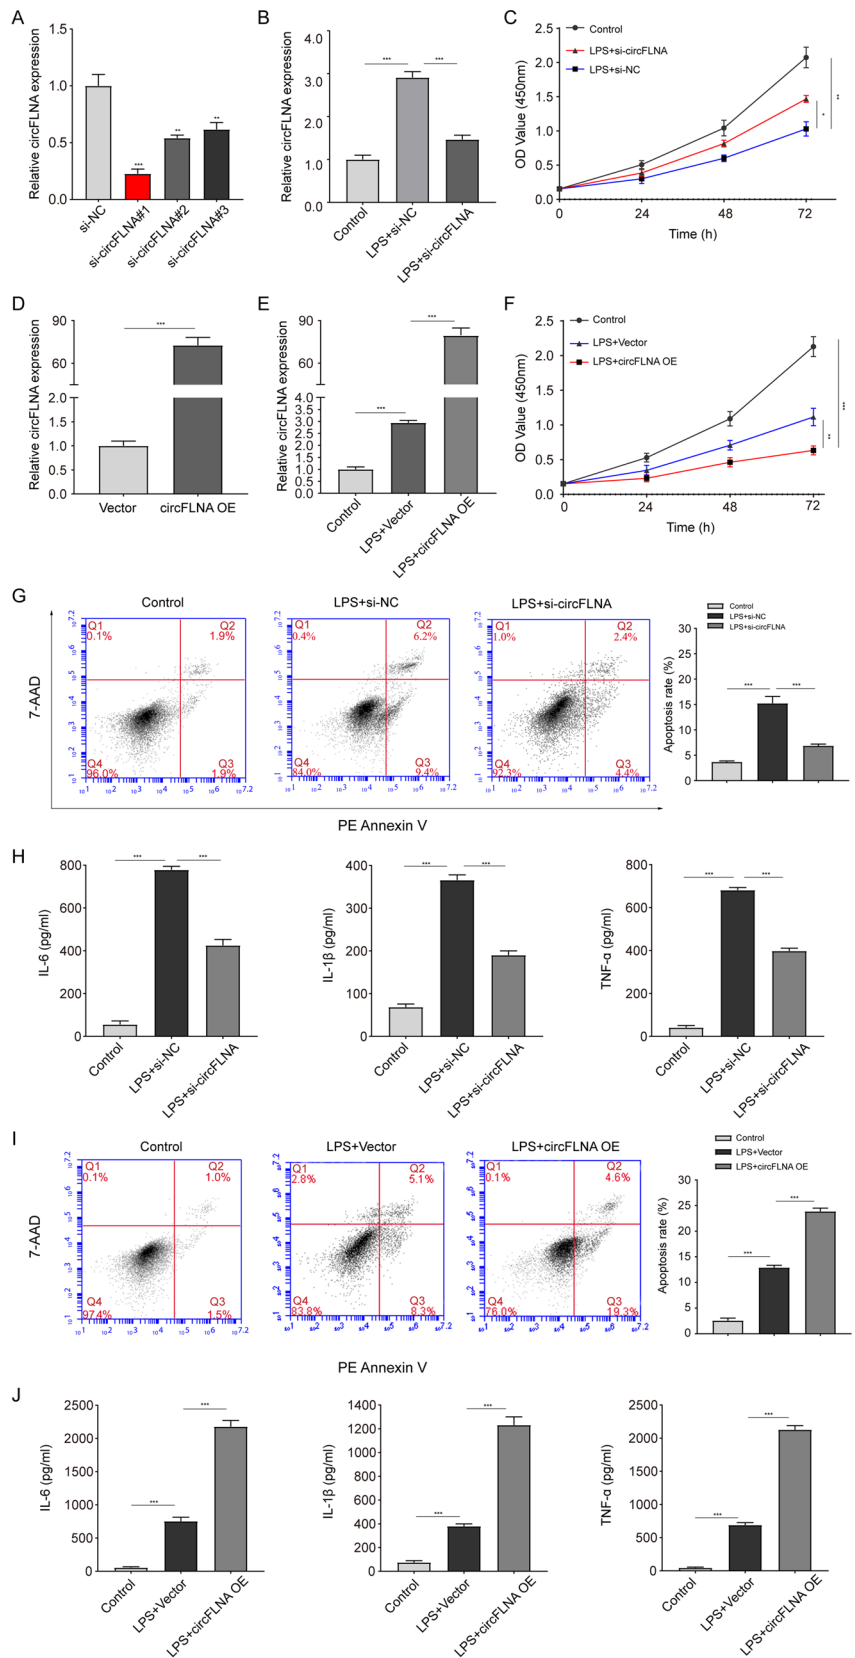 A
Relative circFLNA expression
1.5
1.0
0.5
0.0
***
**
**
si-NC
si-circFLNA#1
si-circFLNA#2
si-circFLNA#3
B
Relative circFLNA expression
4.0
3.0
2.0
1.0
0.0
***
***
Control
LPS+si-NC
LPS+si-circFLNA
C
OD Value (450nm)
2.5
2.0
1.5
1.0
0.5
0.0
Control
LPS+si-circFLNA
LPS+si-NC
*
**
0
24
48
72
Time (h)
D
Relative circFLNA expression
90
60
2.0
1.5
1.0
0.5
0.0
***
Vector
circFLNA OE
E
Relative circFLNA expression
90
60
4.0
3.5
3.0
2.5
2.0
1.5
1.0
0.5
0.0
***
***
Control
LPS+Vector
LPS+circFLNA OE
F
OD Value (450nm)
2.5
2.0
1.5
1.0
0.5
0.0
Control
LPS+Vector
LPS+circFLNA OE
**
***
0
24
48
72
Time (h)
G
7-AAD
Control
Q1
0.1%
Q2
1.9%
Q4
96.0%
Q3
1.9%
LPS+si-NC
Q1
0.4%
Q2
6.2%
Q4
84.0%
Q3
9.4%
LPS+si-circFLNA
Q1
1.0%
Q2
2.4%
Q4
92.3%
Q3
4.4%
PE Annexin V
Control
LPS+si-NC
LPS+si-circFLNA
Apoptosis rate (%)
30
25
20
15
10
5
0
***
***
H
IL-6 (pg/ml)
800
600
400
200
0
***
***
Control
LPS+si-NC
LPS+si-circFLNA
IL-1β (pg/ml)
400
300
200
100
0
***
***
Control
LPS+si-NC
LPS+si-circFLNA
TNF-α (pg/ml)
800
600
400
200
0
***
***
Control
LPS+si-NC
LPS+si-circFLNA
I
7-AAD
Control
Q1
0.1%
Q2
1.0%
Q4
97.4%
Q3
1.5%
LPS+Vector
Q1
2.8%
Q2
5.1%
Q4
83.8%
Q3
8.3%
LPS+circFLNA OE
Q1
0.1%
Q2
4.6%
Q4
76.0%
Q3
19.3%
PE Annexin V
Control
LPS+Vector
LPS+circFLNA OE
Apoptosis rate (%)
30
25
20
15
10
5
0
***
***
J
IL-6 (pg/ml)
2500
2000
1500
1000
500
0
***
***
Control
LPS+Vector
LPS+circFLNA OE
IL-1β (pg/ml)
1400
1200
1000
800
600
400
200
0
***
***
Control
LPS+Vector
LPS+circFLNA OE
TNF-α (pg/ml)
2500
2000
1500
1000
500
0
***
***
Control
LPS+Vector
LPS+circFLNA OE